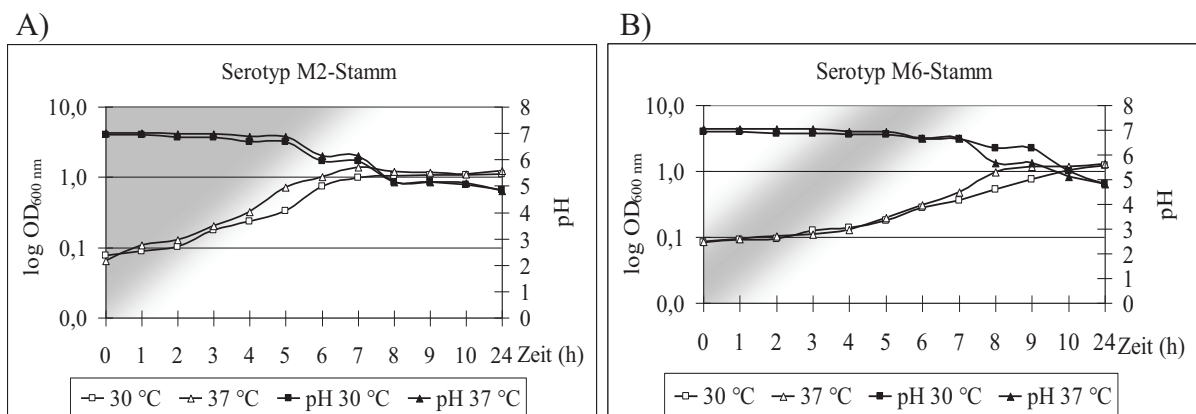 A)
Serotyp M2-Stamm
10,0
1,0
0,1
0,0
log OD600 nm
8
7
6
5
4
3
2
1
0
pH
0 1 2 3 4 5 6 7 8 9 10 24 Zeit (h)
30 °C 37 °C pH 30 °C pH 37 °C
B)
Serotyp M6-Stamm
10,0
1,0
0,1
0,0
log OD600 nm
8
7
6
5
4
3
2
1
0
pH
0 1 2 3 4 5 6 7 8 9 10 24 Zeit (h)
30 °C 37 °C pH 30 °C pH 37 °C